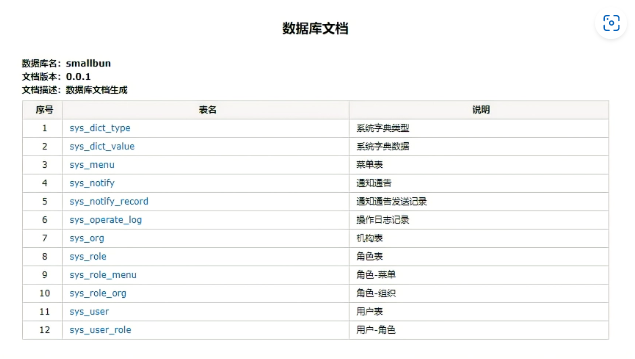 数据库文档
数据库名：smallbun
文档版本：0.0.1
文档描述：数据库文档生成
序号 表名 说明
1 sys_dict_type 系统字典类型
2 sys_dict_value 系统字典数据
3 sys_menu 菜单表
4 sys_notify 通知通告
5 sys_notify_record 通知通告发送记录
6 sys_operate_log 操作日志记录
7 sys_org 机构表
8 sys_role 角色表
9 sys_role_menu 角色-菜单
10 sys_role_org 角色-组织
11 sys_user 用户表
12 sys_user_role 用户-角色